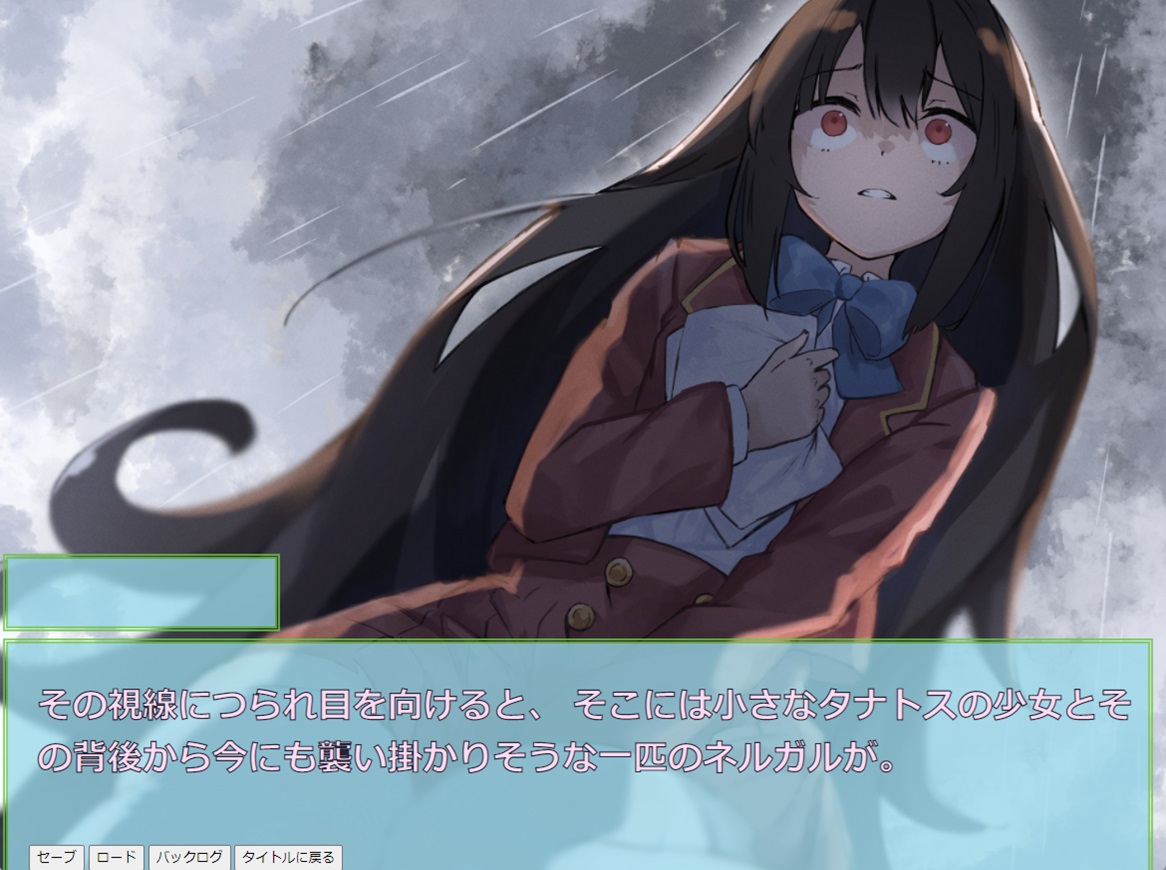 その視線につられ目を向けると、 そこには小さなタナトスの少女とそ
の背後から今にも襲い掛かりそうな一匹のネルガルが。
セーブ ロード バックログ タイトルに戻る